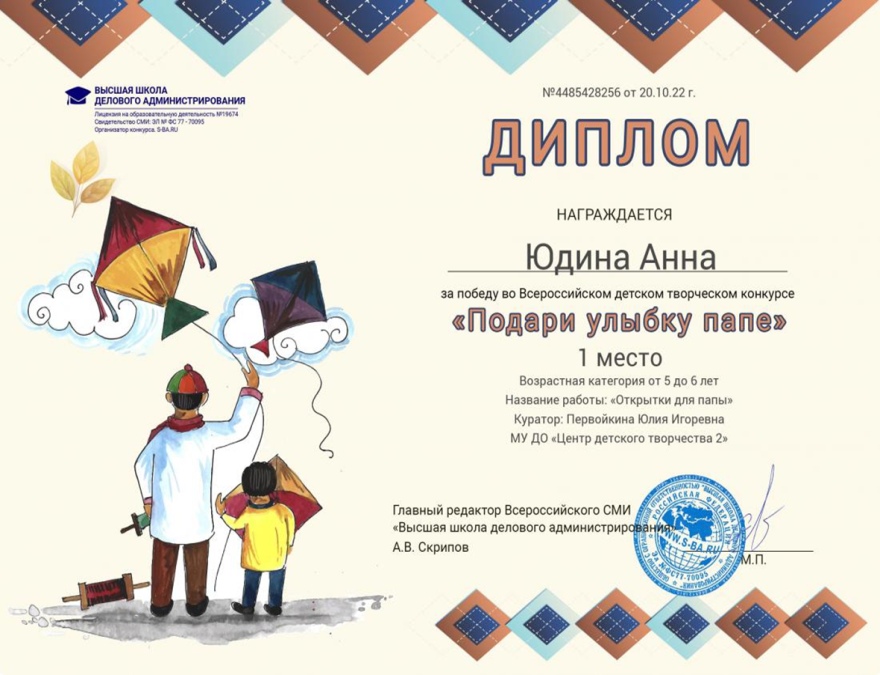 ВЫСШАЯ ШКОЛА
ДЕЛОВОГО АДМИНИСТРИРОВАНИЯ
Лицензия на образовательную деятельность №19674
Свидетельство СМИ: ЭЛ № ФС 77 - 70095
Организатор конкурса: S-BA.RU
№4485428256 от 20.10.22 г.
ДИПЛОМ
НАГРАЖДАЕТСЯ
Юдина Анна
за победу во Всероссийском детском творческом конкурсе
«Подари улыбку папе»
1 место
Возрастная категория от 5 до 6 лет
Название работы: «Открытки для папы»
Куратор: Первойкина Юлия Игоревна
МУ ДО «Центр детского творчества 2»
Главный редактор Всероссийского СМИ
«Высшая школа делового администрирования»
А.В. Скрипов
РОССИЙСКАЯ ФЕДЕРАЦИЯ
WWW.S-BA.RU
М.П.